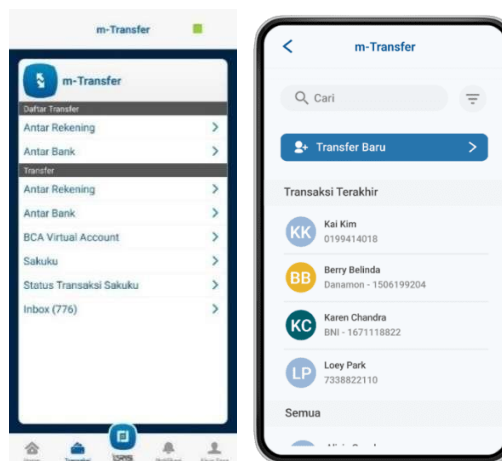 m-Transfer
m-Transfer
Daftar Transfer
Antar Rekening
Antar Bank
Transfer
Antar Rekening
Antar Bank
BCA Virtual Account
Sakuku
Status Transaksi Sakuku
Inbox (776)
m-Transfer
Cari
Transfer Baru
Transaksi Terakhir
KK
Kai Kim
0199414018
BB
Berry Belinda
Danamon - 1506199204
KC
Karen Chandra
BNI - 1671118822
LP
Loey Park
7338822110
Semua